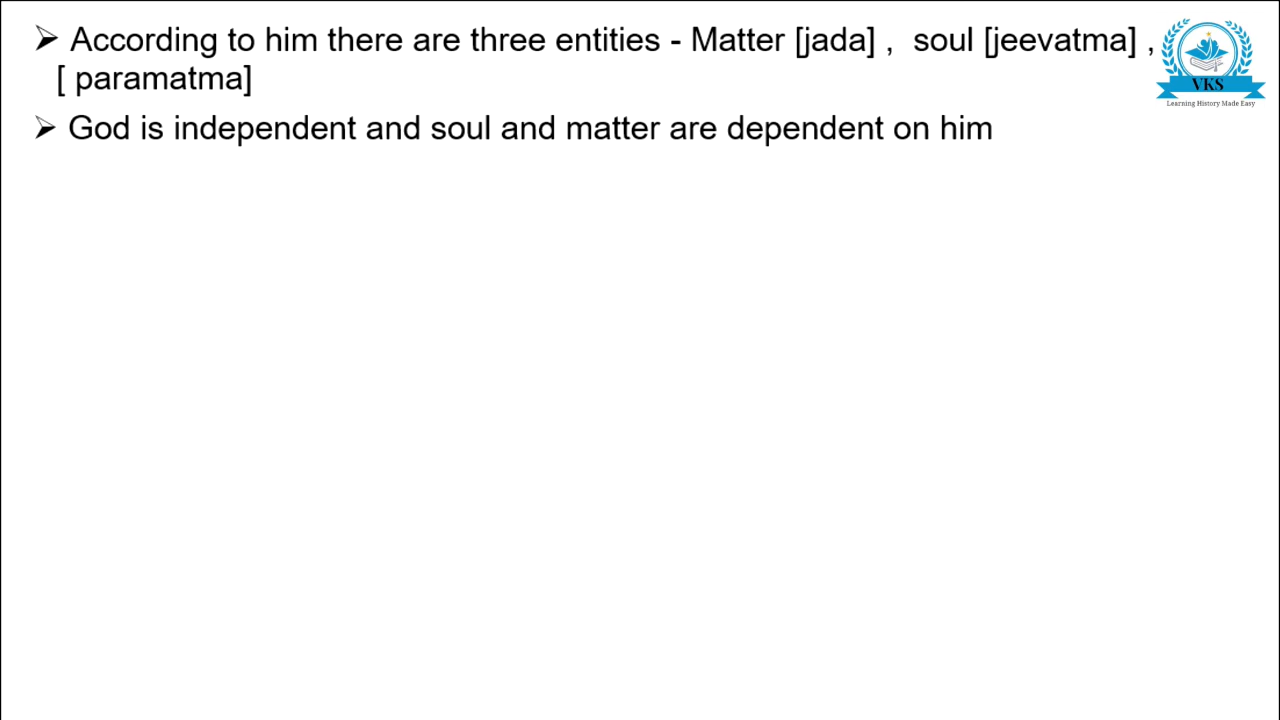 ➢ According to him there are three entities - Matter [jada] , soul [jeevatma] ,
[ paramatma]
➢ God is independent and soul and matter are dependent on him
VKS
Learning History Made Easy